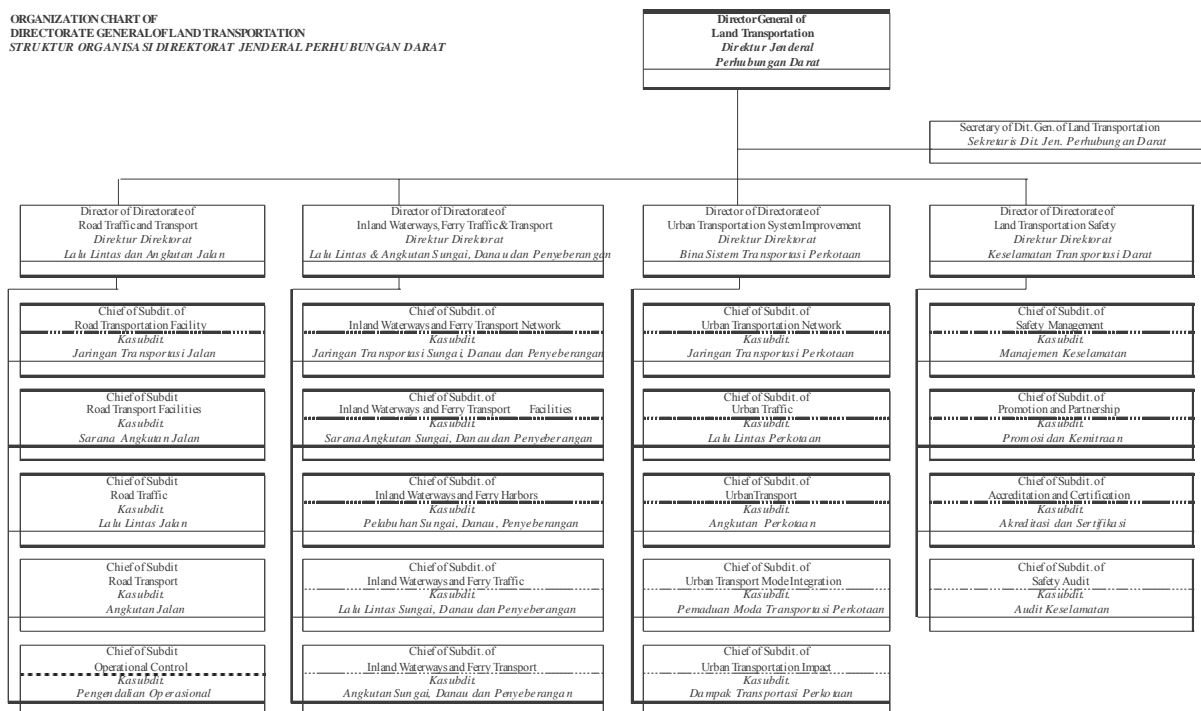 ORGANIZATION CHART OF
DIRECTORATE GENERAL OF LAND TRANSPORTATION
STRUKTUR ORGANISASI DIREKTORAT JENDERAL PERHUBUNGAN DARAT
Director General of
Land Transportation
Direktur Jenderal
Perhubungan Darat
Secretary of Dit. Gen. of Land Transportation
Sekretaris Dit. Jen. Perhubungan Darat
Director of Directorate of
Road Traffic and Transport
Direktur Direktorat
Lalu Lintas dan Angkutan Jalan
Director of Directorate of
Inland Waterways, Ferry Traffic & Transport
Direktur Direktorat
Lalu Lintas & Angkutan Sungai, Danau dan Penyeberangan
Director of Directorate of
Urban Transportation System Improvement
Direktur Direktorat
Bina Sistem Transportasi Perkotaan
Director of Directorate of
Land Transportation Safety
Direktur Direktorat
Keselamatan Transportasi Darat
Chief of Subdit. of
Road Transportation Facility
Kasubdit.
Jaringan Transportasi Jalan
Chief of Subdit. of
Inland Waterways and Ferry Transport Network
Kasubdit.
Jaringan Transportasi Sungai, Danau dan Penyeberangan
Chief of Subdit. of
Urban Transportation Network
Kasubdit.
Jaringan Transportasi Perkotaan
Chief of Subdit. of
Safety Management
Kasubdit.
Manajemen Keselamatan
Chief of Subdit
Road Transport Facilities
Kasubdit.
Sarana Angkutan Jalan
Chief of Subdit. of
Inland Waterways and Ferry Transport Facilities
Kasubdit.
Sarana Angkutan Sungai, Danau dan Penyeberangan
Chief of Subdit. of
Urban Traffic
Kasubdit.
Lalu Lintas Perkotaan
Chief of Subdit. of
Promotion and Partnership
Kasubdit.
Promosi dan Kemitraan
Chief of Subdit
Road Traffic
Kasubdit.
Lalu Lintas Jalan
Chief of Subdit. of
Inland Waterways and Ferry Harbors
Kasubdit.
Pelabuhan Sungai, Danau, Penyeberangan
Chief of Subdit. of
Urban Transport
Kasubdit.
Angkutan Perkotaan
Chief of Subdit. of
Accreditation and Certification
Kasubdit.
Akreditasi dan Sertifikasi
Chief of Subdit
Road Transport
Kasubdit.
Angkutan Jalan
Chief of Subdit. of
Inland Waterways and Ferry Traffic
Kasubdit.
Lalu Lintas Sungai, Danau dan Penyeberangan
Chief of Subdit. of
Urban Transport Mode Integration
Kasubdit.
Pemaduan Moda Transportasi Perkotaan
Chief of Subdit. of
Safety Audit
Kasubdit.
Audit Keselamatan
Chief of Subdit
Operational Control
Kasubdit.
Pengendalian Operasional
Chief of Subdit. of
Inland Waterways and Ferry Transport
Kasubdit.
Angkutan Sungai, Danau dan Penyeberangan
Chief of Subdit. of
Urban Transportation Impact
Kasubdit.
Dampak Transportasi Perkotaan